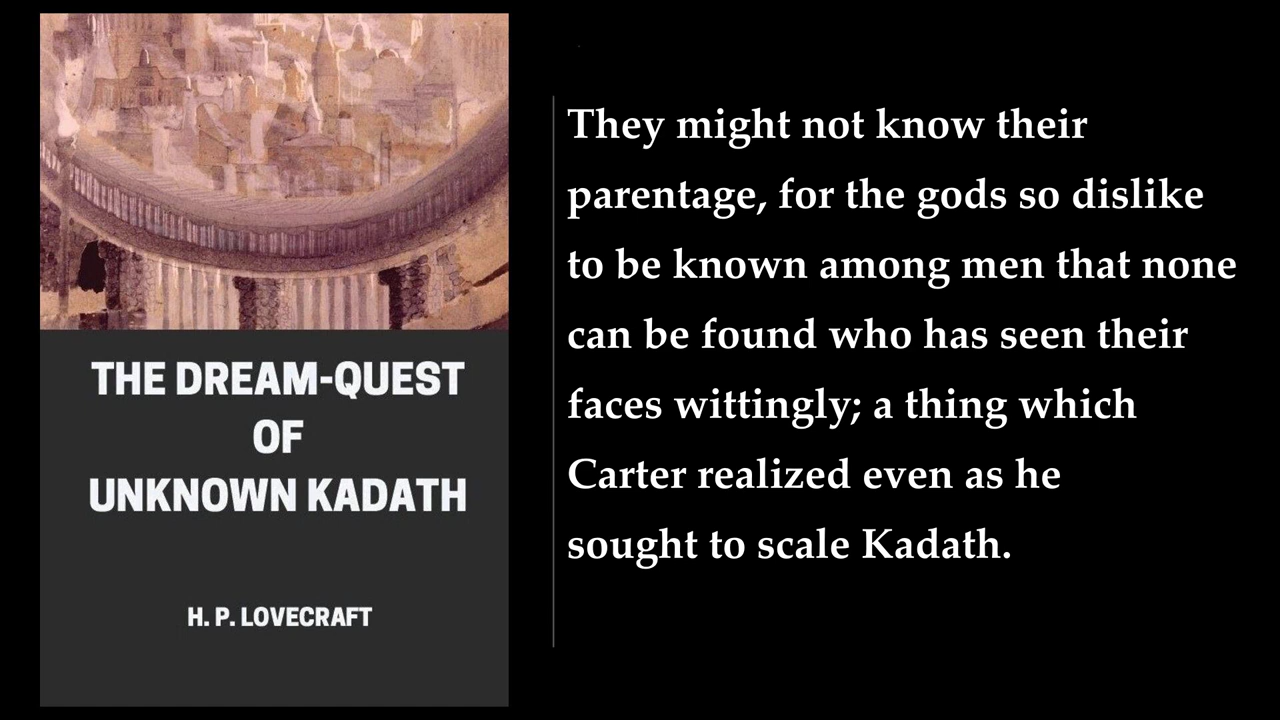 THE DREAM-QUEST
OF
UNKNOWN KADATH
H. P. LOVECRAFT
They might not know their
parentage, for the gods so dislike
to be known among men that none
can be found who has seen their
faces wittingly; a thing which
Carter realized even as he
sought to scale Kadath.